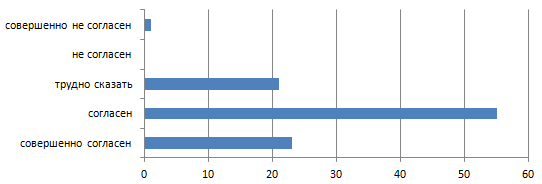 совершенно не согласен
не согласен
трудно сказать
согласен
совершенно согласен
0 10 20 30 40 50 60